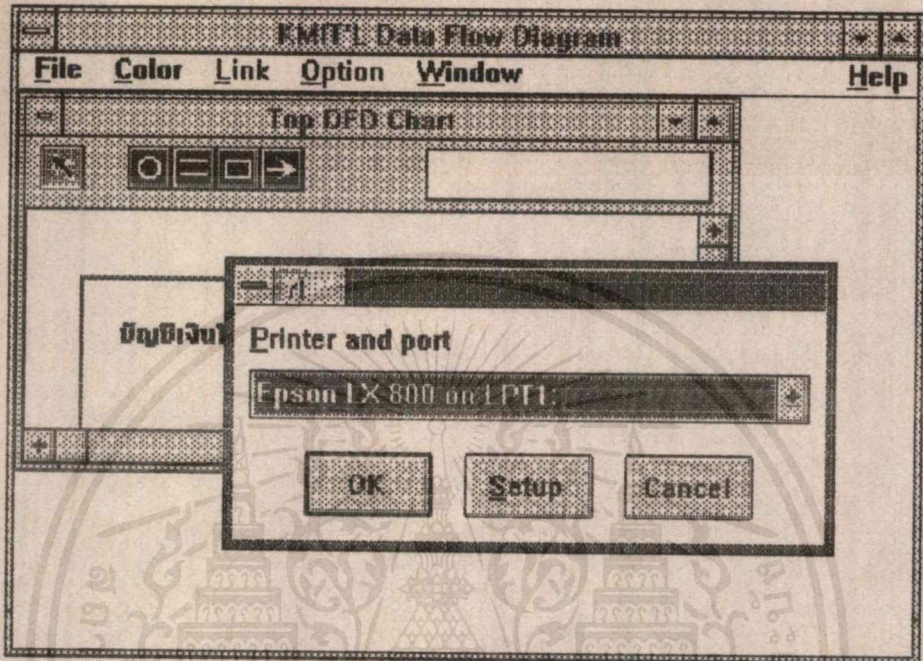 KMIT'L Data Flow Diagram
File Color Link Option Window Help
Top DFD Chart
บัญชีเงิน
Printer and port
Epson LX-800 on LPT1:
OK Setup Cancel